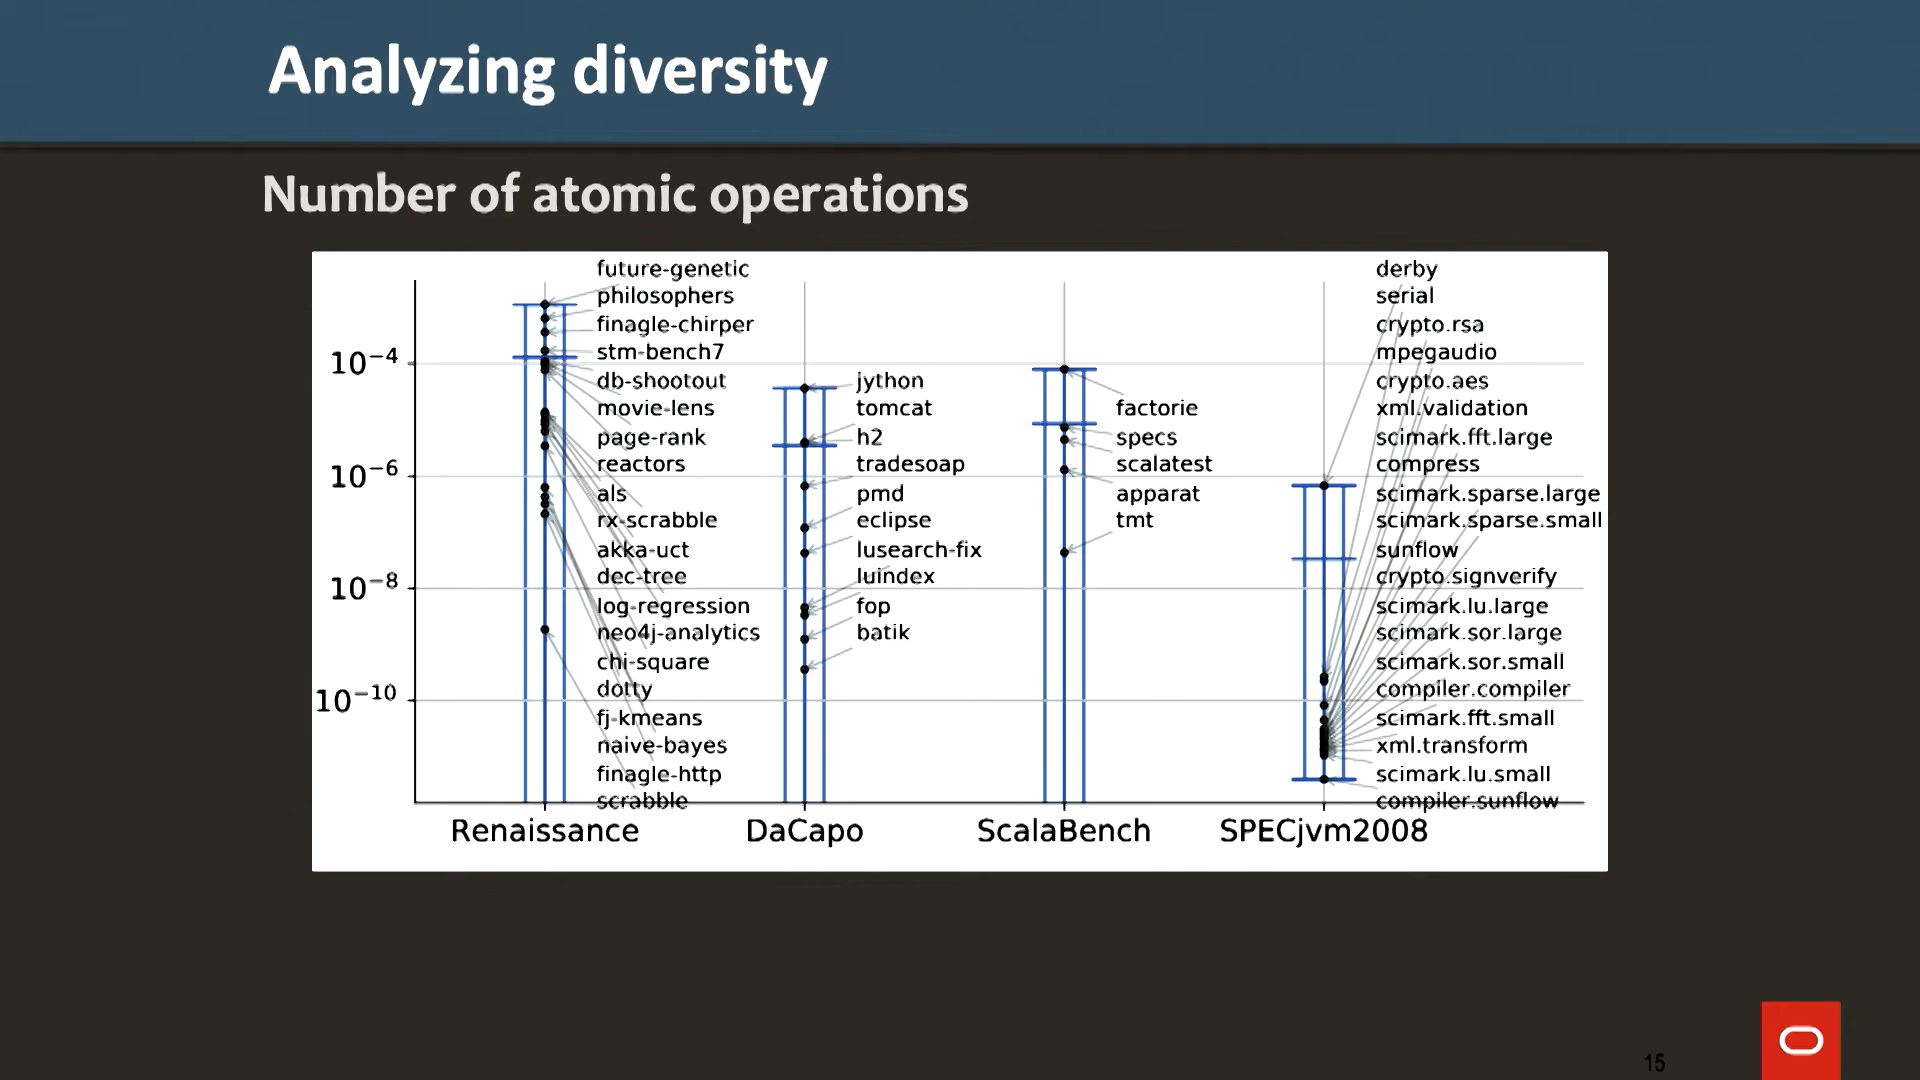 Analyzing diversity
Number of atomic operations
10⁻⁴
10⁻⁶
10⁻⁸
10⁻¹⁰
future-genetic
philosophers
finagle-chirper
stm-bench7
db-shootout
movie-lens
page-rank
reactors
als
rx-scrabble
akka-uct
dec-tree
log-regression
neo4j-analytics
chi-square
dotty
fj-kmeans
naive-bayes
finagle-http
scrabble
jython
tomcat
h2
tradesoap
pmd
eclipse
lusearch-fix
luindex
fop
batik
factorie
specs
scalatest
apparat
tmt
derby
serial
crypto.rsa
mpegaudio
crypto.aes
xml.validation
scimark.fft.large
compress
scimark.sparse.large
scimark.sparse.small
sunflow
crypto.signverify
scimark.lu.large
scimark.sor.large
scimark.sor.small
compiler.compiler
scimark.fft.small
xml.transform
scimark.lu.small
compiler.sunflow
Renaissance
DaCapo
ScalaBench
SPECjvm2008
15